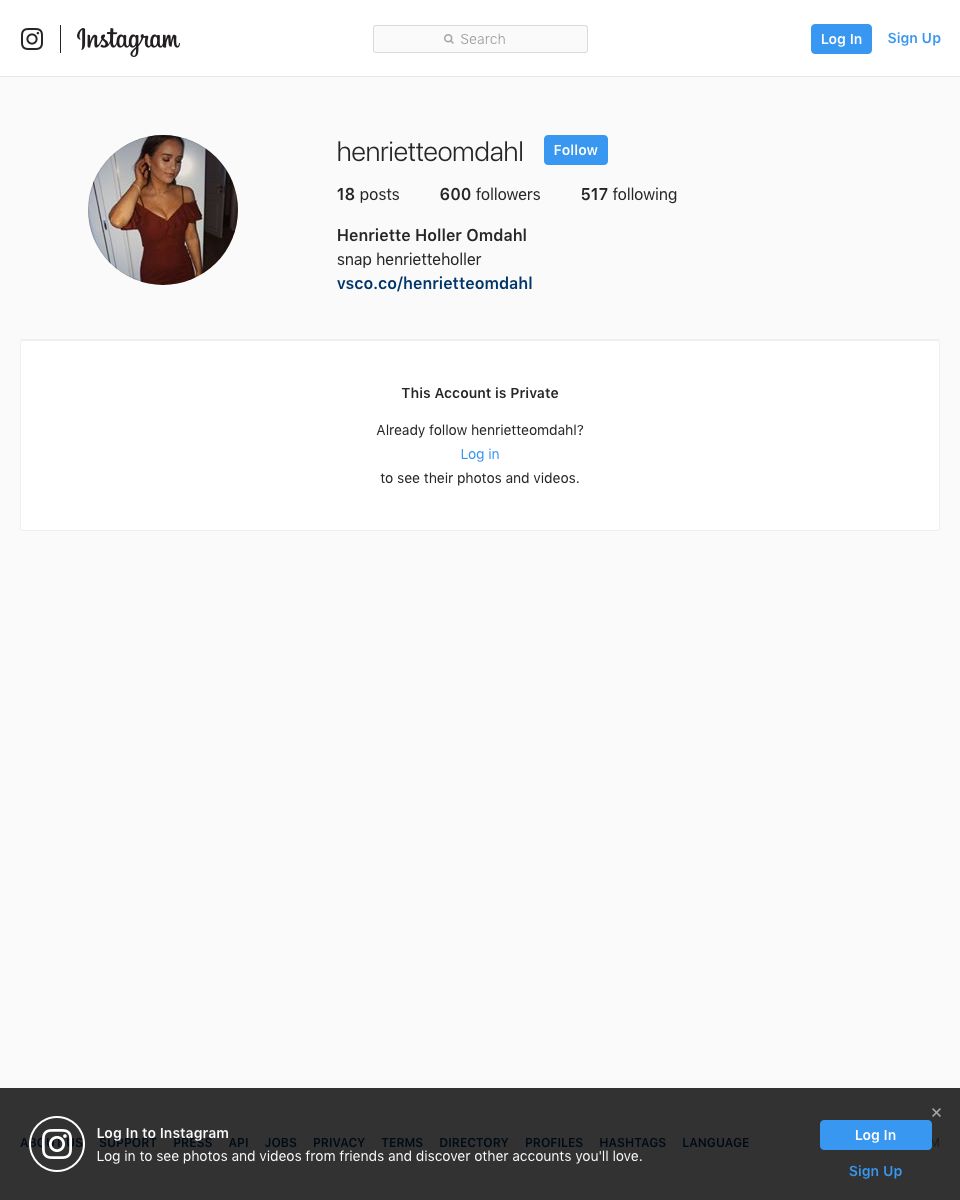 Instagram
Search
Log In
Sign Up
henrietteomdahl
Follow
18 posts
600 followers
517 following
Henriette Holler Omdahl
snap henrietteholler
vsco.co/henrietteomdahl
This Account is Private
Already follow henrietteomdahl?
Log in
to see their photos and videos.
Log In to Instagram
SUPPORT PRESS API JOBS PRIVACY TERMS DIRECTORY PROFILES HASHTAGS LANGUAGE
Log in to see photos and videos from friends and discover other accounts you'll love.
Log In
Sign Up